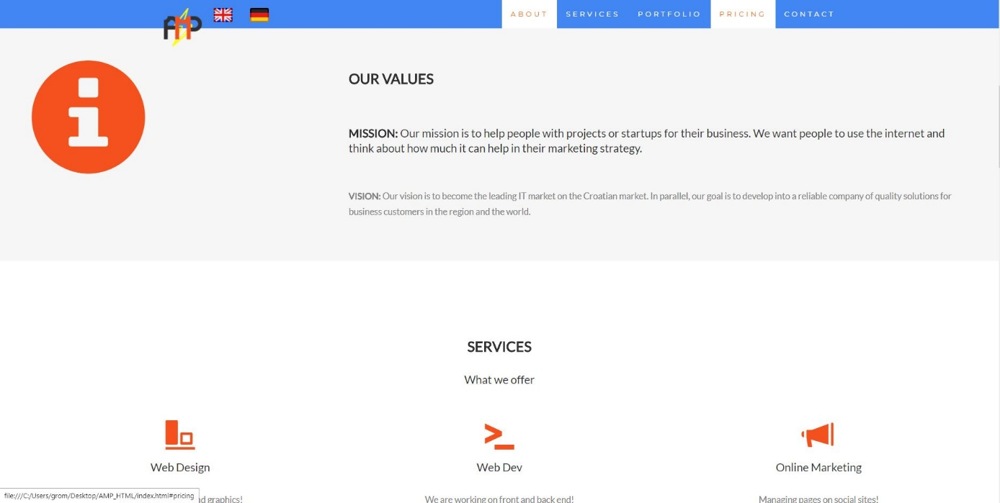 AMP
ABOUT SERVICES PORTFOLIO PRICING CONTACT
OUR VALUES
MISSION: Our mission is to help people with projects or startups for their business. We want people to use the internet and
think about how much it can help in their marketing strategy.
VISION: Our vision is to become the leading IT market on the Croatian market. In parallel, our goal is to develop into a reliable company of quality solutions for
business customers in the region and the world.
SERVICES
What we offer
Web Design
Web Dev
Online Marketing
graphics!
We are working on front and back end!
Managing pages on social sites!
file:///C:/Users/grom/Desktop/AMP_HTML/index.html#pricing